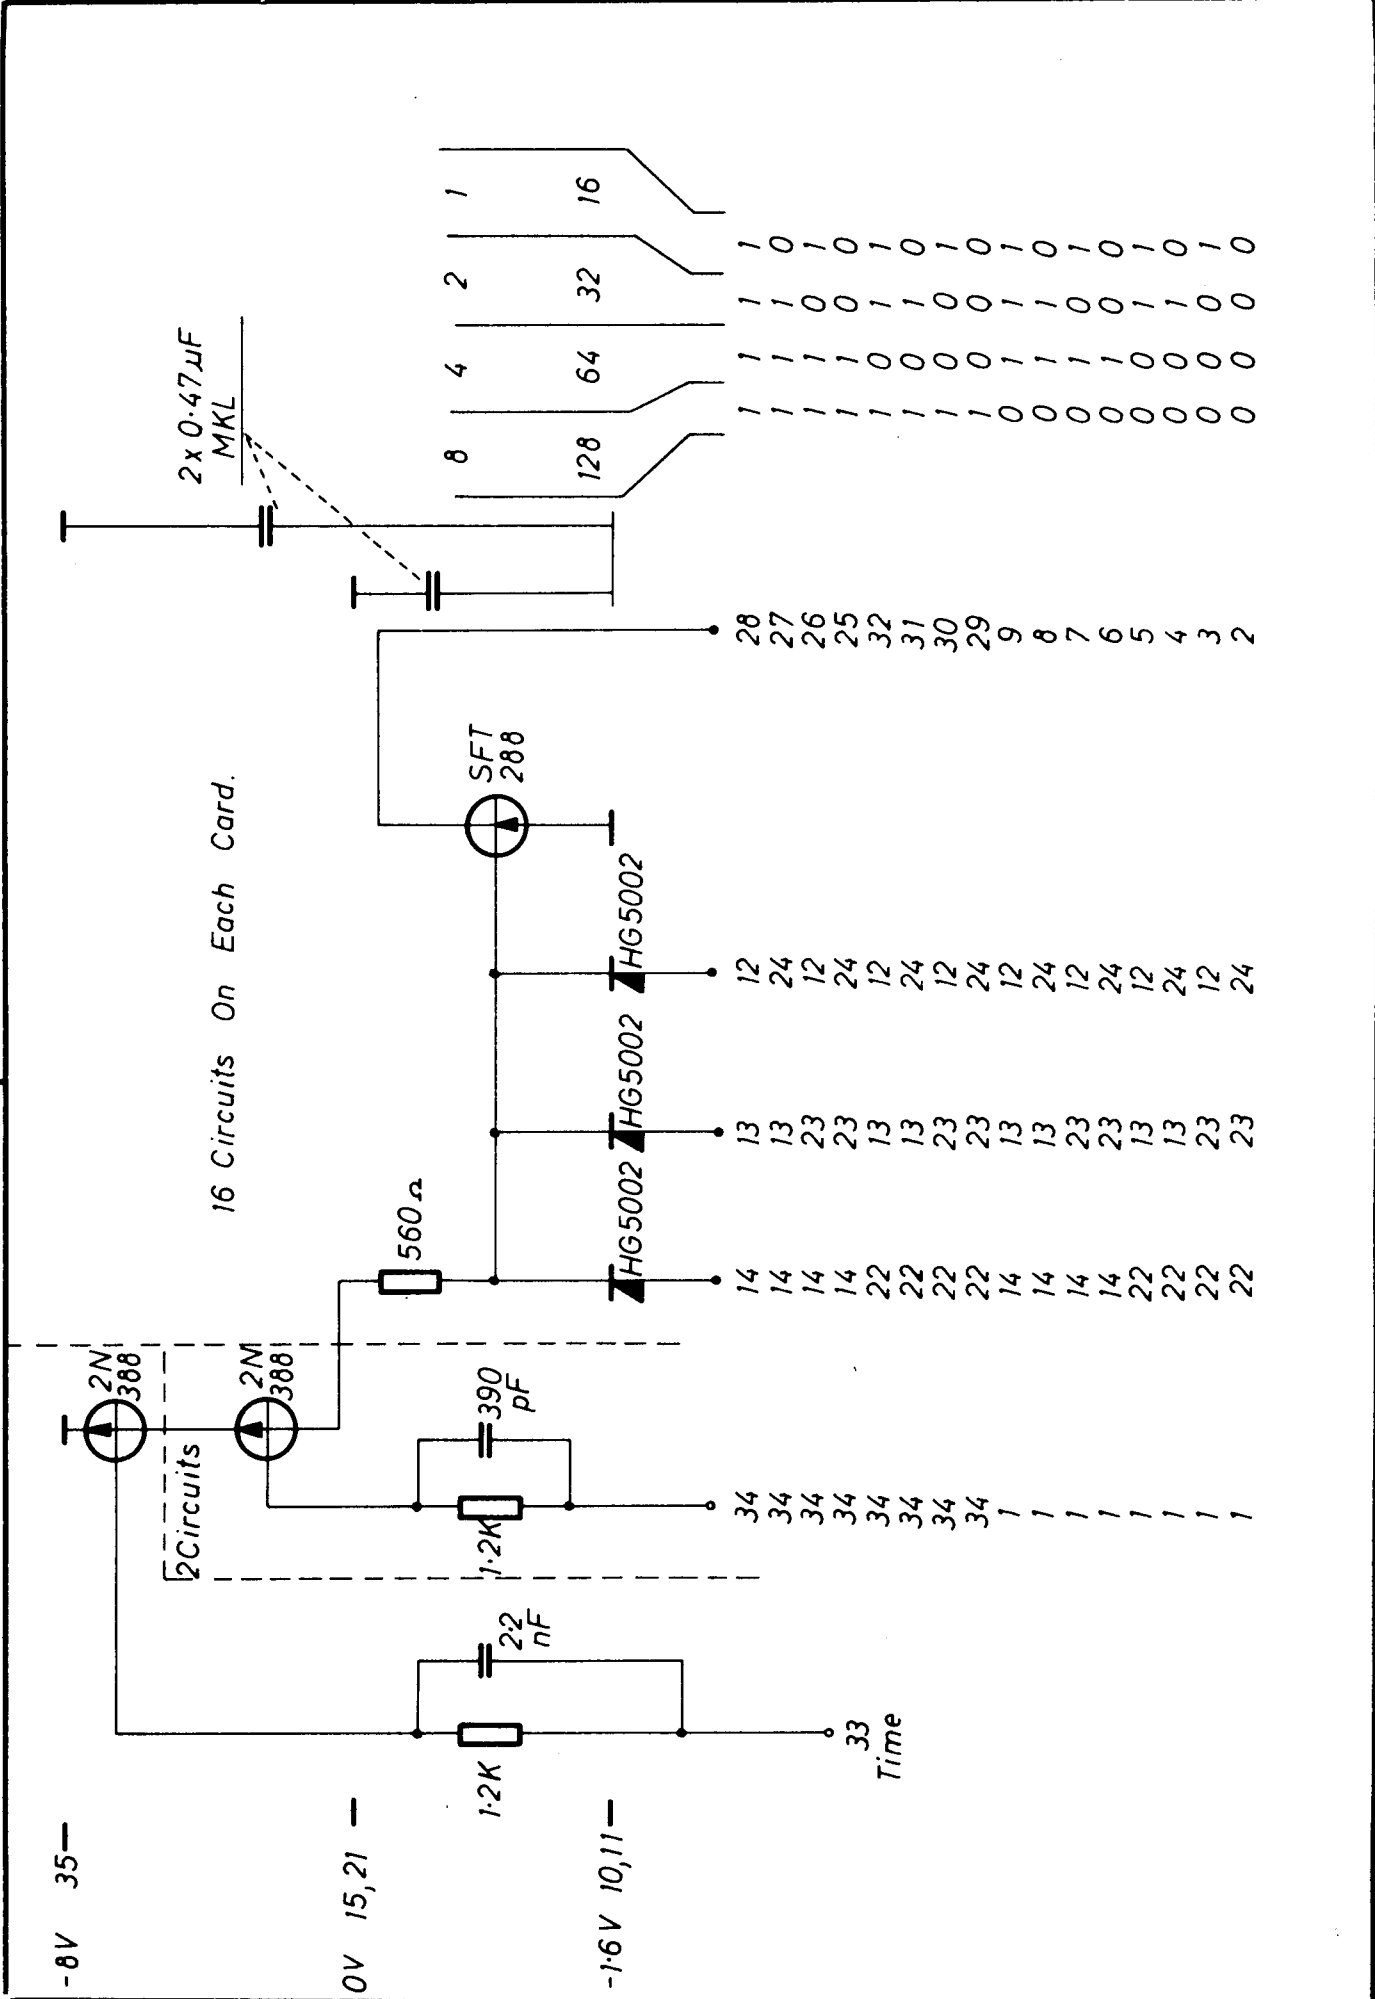 -8V 35
2N
388
2 x 0.47µF
MKL
16 Circuits On Each Card.
2Circuits
2N
388
0V 15,21
560Ω
8 4 2 1
1.2K
2.2
nF
1.2K
390
pF
SFT
288
128 64 32 16
-1.6V 10,11
HG5002 HG5002 HG5002
34 14 13 12 28 1 1 1 1
34 14 13 24 27 1 1 1 0
34 14 23 12 26 1 1 0 1
34 14 23 24 25 1 1 0 0
34 22 13 12 32 1 0 1 1
34 22 13 24 31 1 0 1 0
34 22 23 12 30 1 0 0 1
34 22 23 24 29 1 0 0 0
1 14 13 12 9 0 1 1 1
1 14 13 24 8 0 1 1 0
1 14 23 12 7 0 1 0 1
1 14 23 24 6 0 1 0 0
1 22 13 12 5 0 0 1 1
1 22 13 24 4 0 0 1 0
1 22 23 12 3 0 0 0 1
1 22 23 24 2 0 0 0 0
33
Time